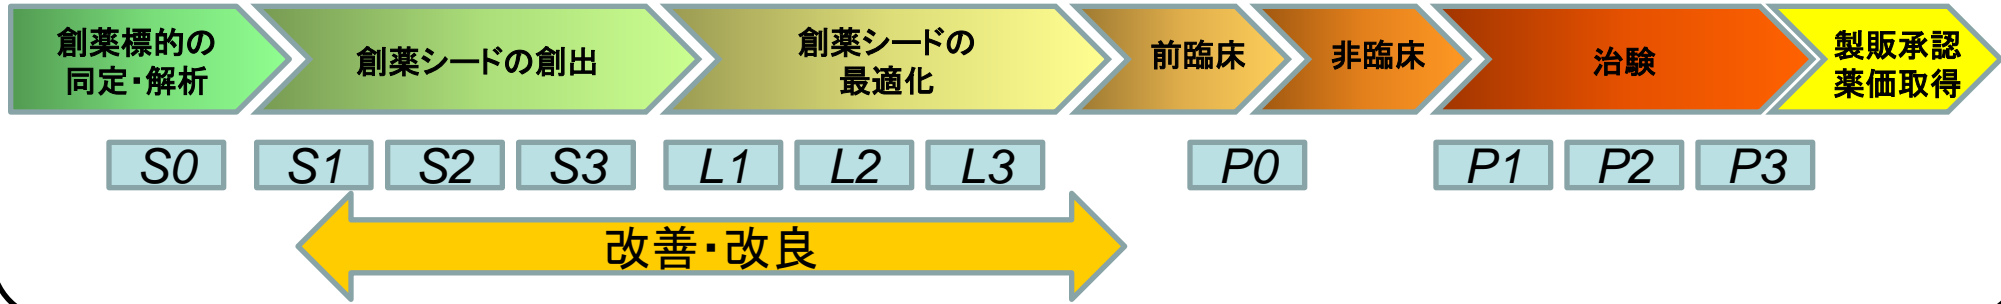 創薬標的の
同定・解析
創薬シードの創出
創薬シードの
最適化
前臨床
非臨床
治験
製販承認
薬価取得
S0 S1 S2 S3 L1 L2 L3 P0 P1 P2 P3
改善・改良